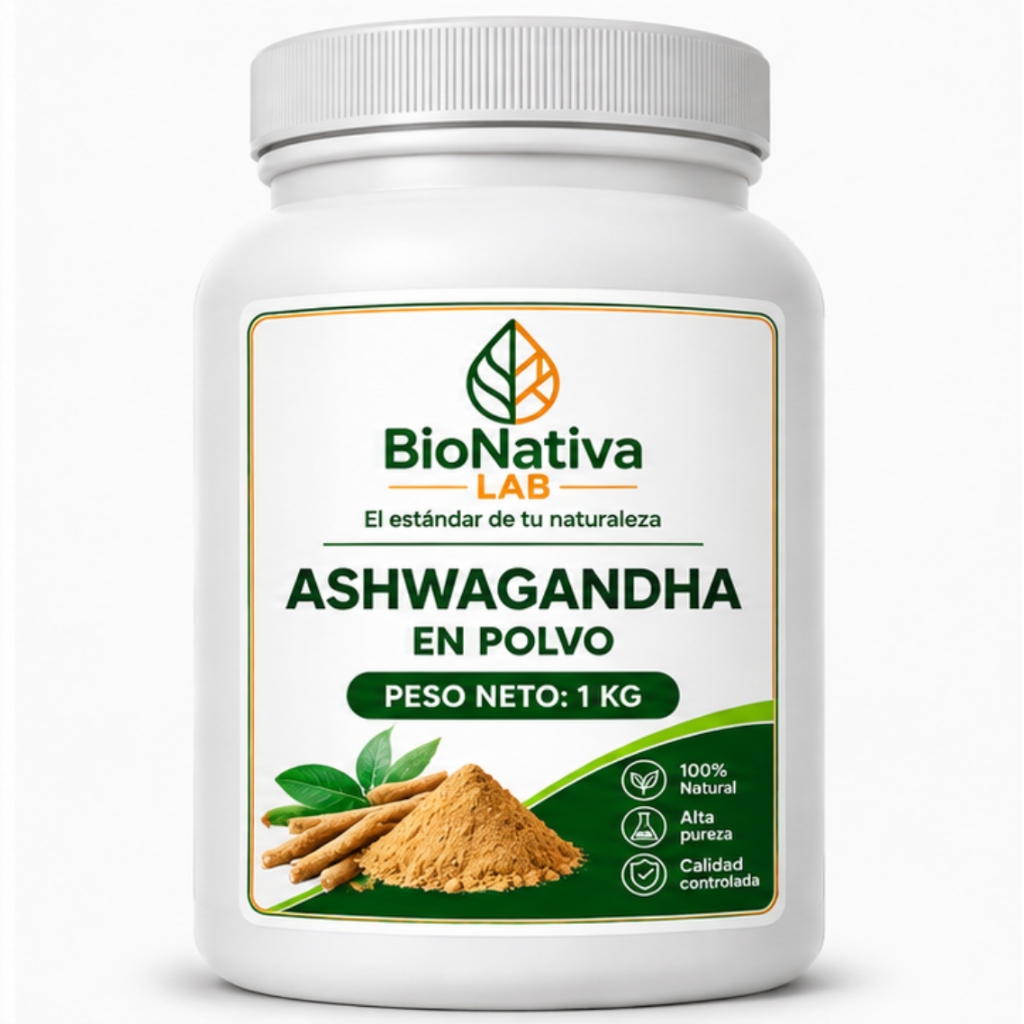 BioNativa
LAB
El estándar de tu naturaleza
ASHWAGANDHA
EN POLVO
PESO NETO: 1 KG
100%
Natural
Alta
pureza
Calidad
controlada